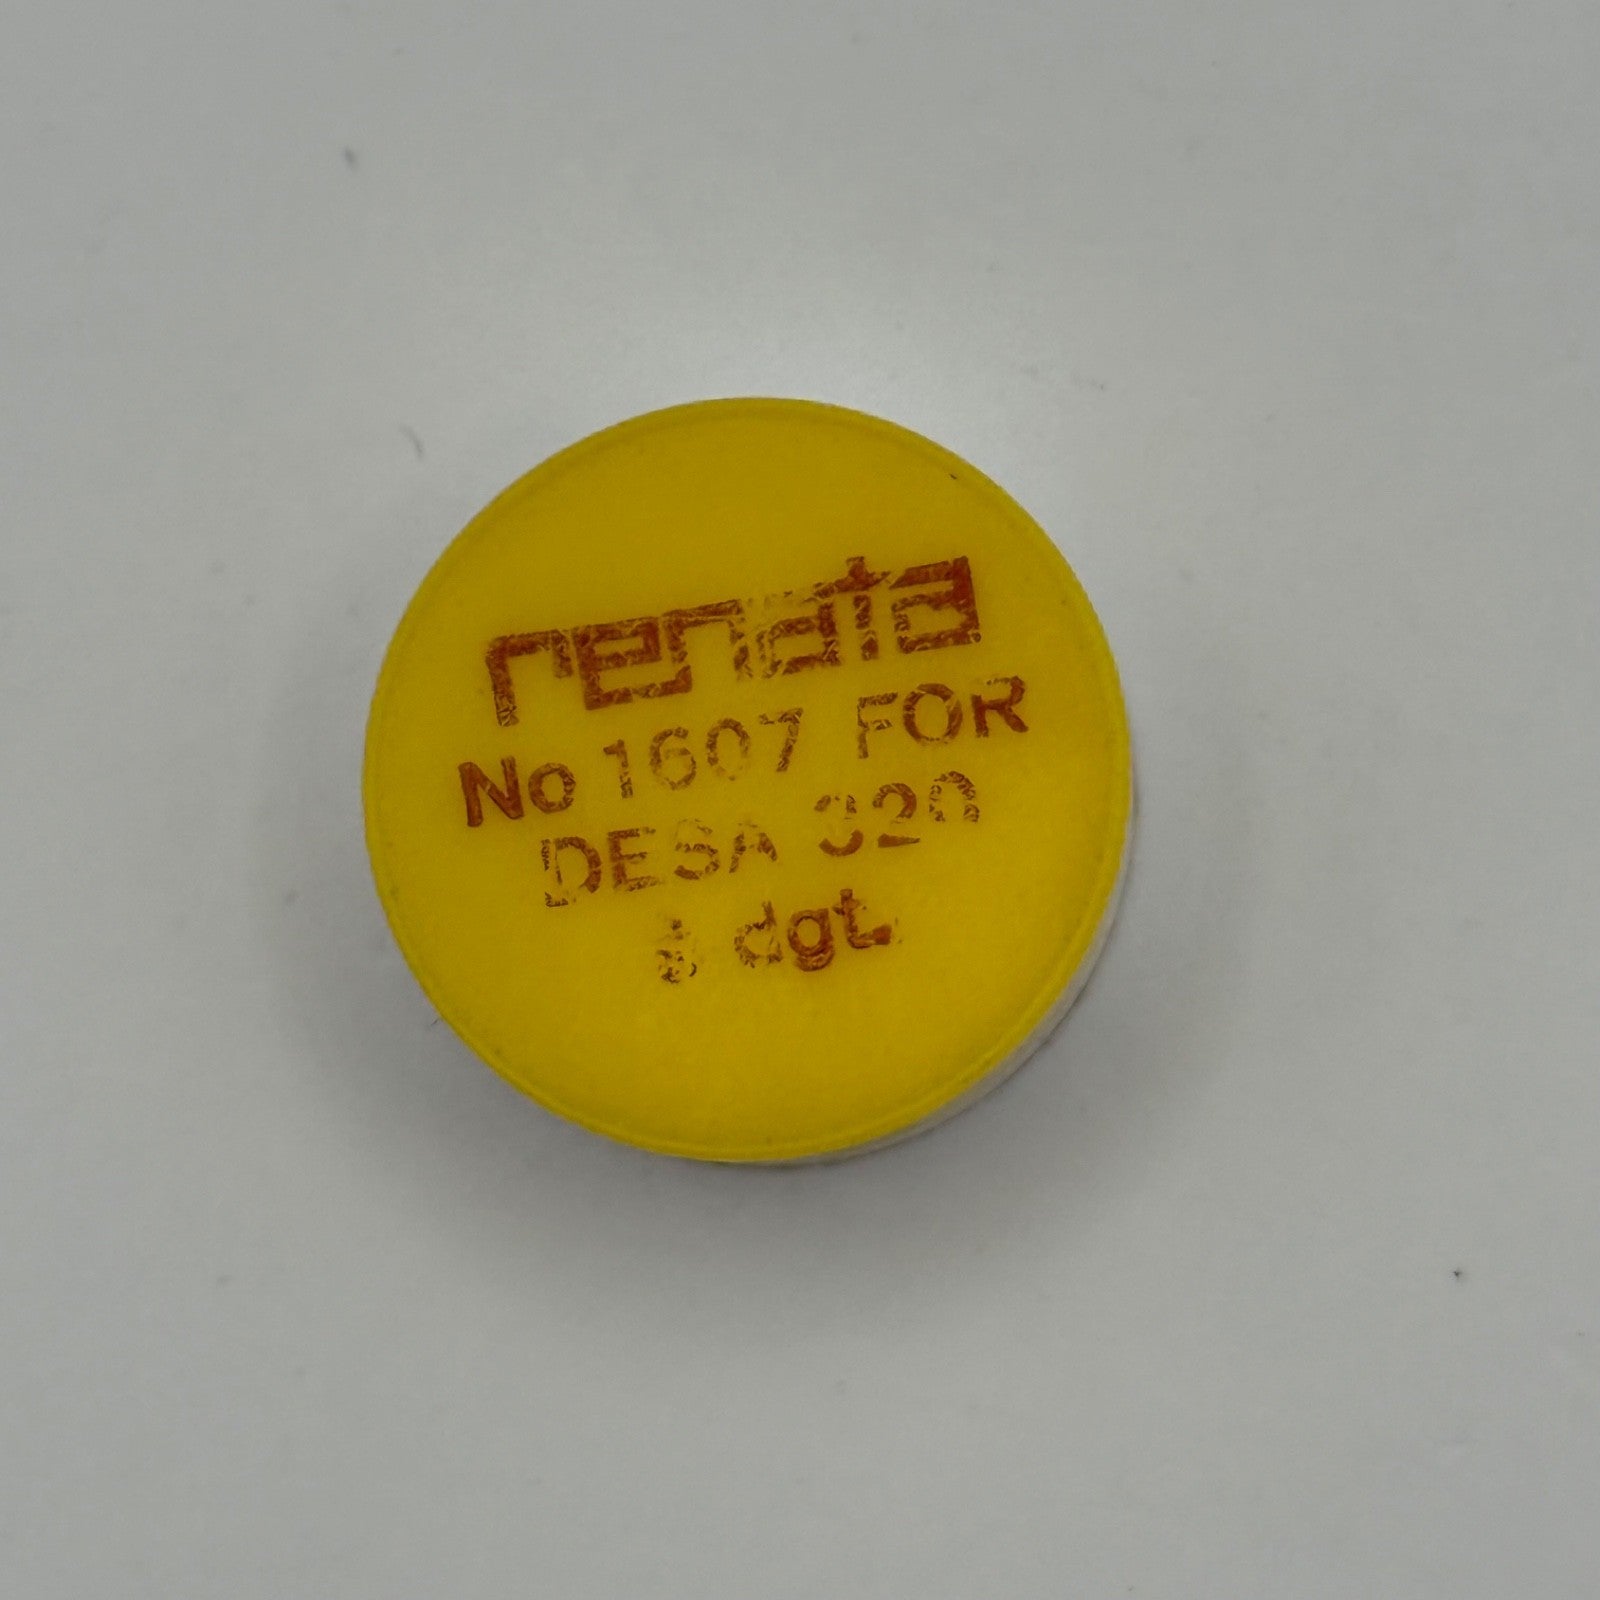 renata
No 1607 FOR
DESA 320
dgt.